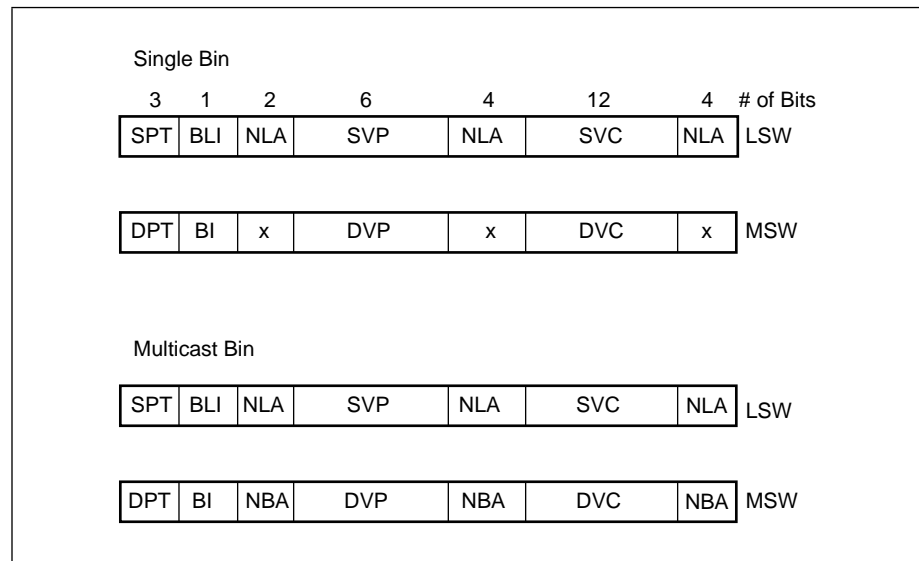 Single Bin
3 1 2 6 4 12 4 # of Bits
SPT BLI NLA SVP NLA SVC NLA LSW
DPT BI x DVP x DVC x MSW
Multicast Bin
SPT BLI NLA SVP NLA SVC NLA LSW
DPT BI NBA DVP NBA DVC NBA MSW